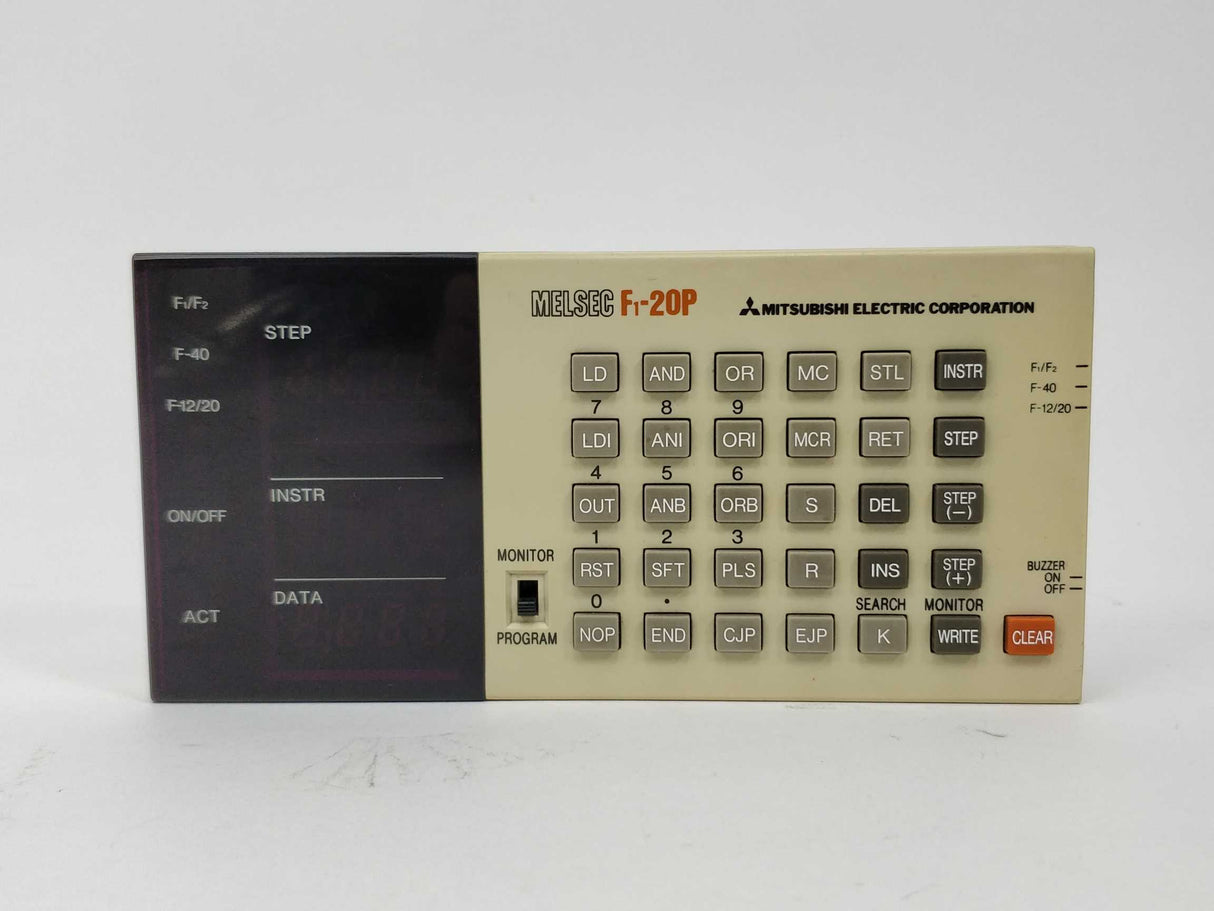 F₁/F₂
STEP
F-40
F-12/20
INSTR
ON/OFF
DATA
ACT
MELSEC F₁-20P
MITSUBISHI ELECTRIC CORPORATION
LD AND OR MC STL INSTR
7 8 9
LDI ANI ORI MCR RET STEP
4 5 6
OUT ANB ORB S DEL STEP (−)
1 2 3
RST SFT PLS R INS STEP (+)
0 • SEARCH MONITOR
NOP END CJP EJP K WRITE CLEAR
MONITOR
PROGRAM
F₁/F₂
F-40
F-12/20
BUZZER
ON
OFF